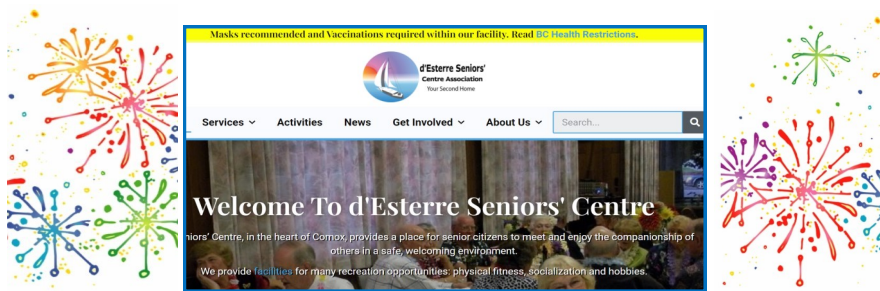 Masks recommended and Vaccinations required within our facility. Read BC Health Restrictions.
d'Esterre Seniors'
Centre Association
Your Second Home
Services Activities News Get Involved About Us Search...
Welcome To d'Esterre Seniors' Centre
niors' Centre, in the heart of Comox, provides a place for senior citizens to meet and enjoy the companionship of
others in a safe, welcoming environment.
We provide facilities for many recreation opportunities: physical fitness, socialization and hobbies.